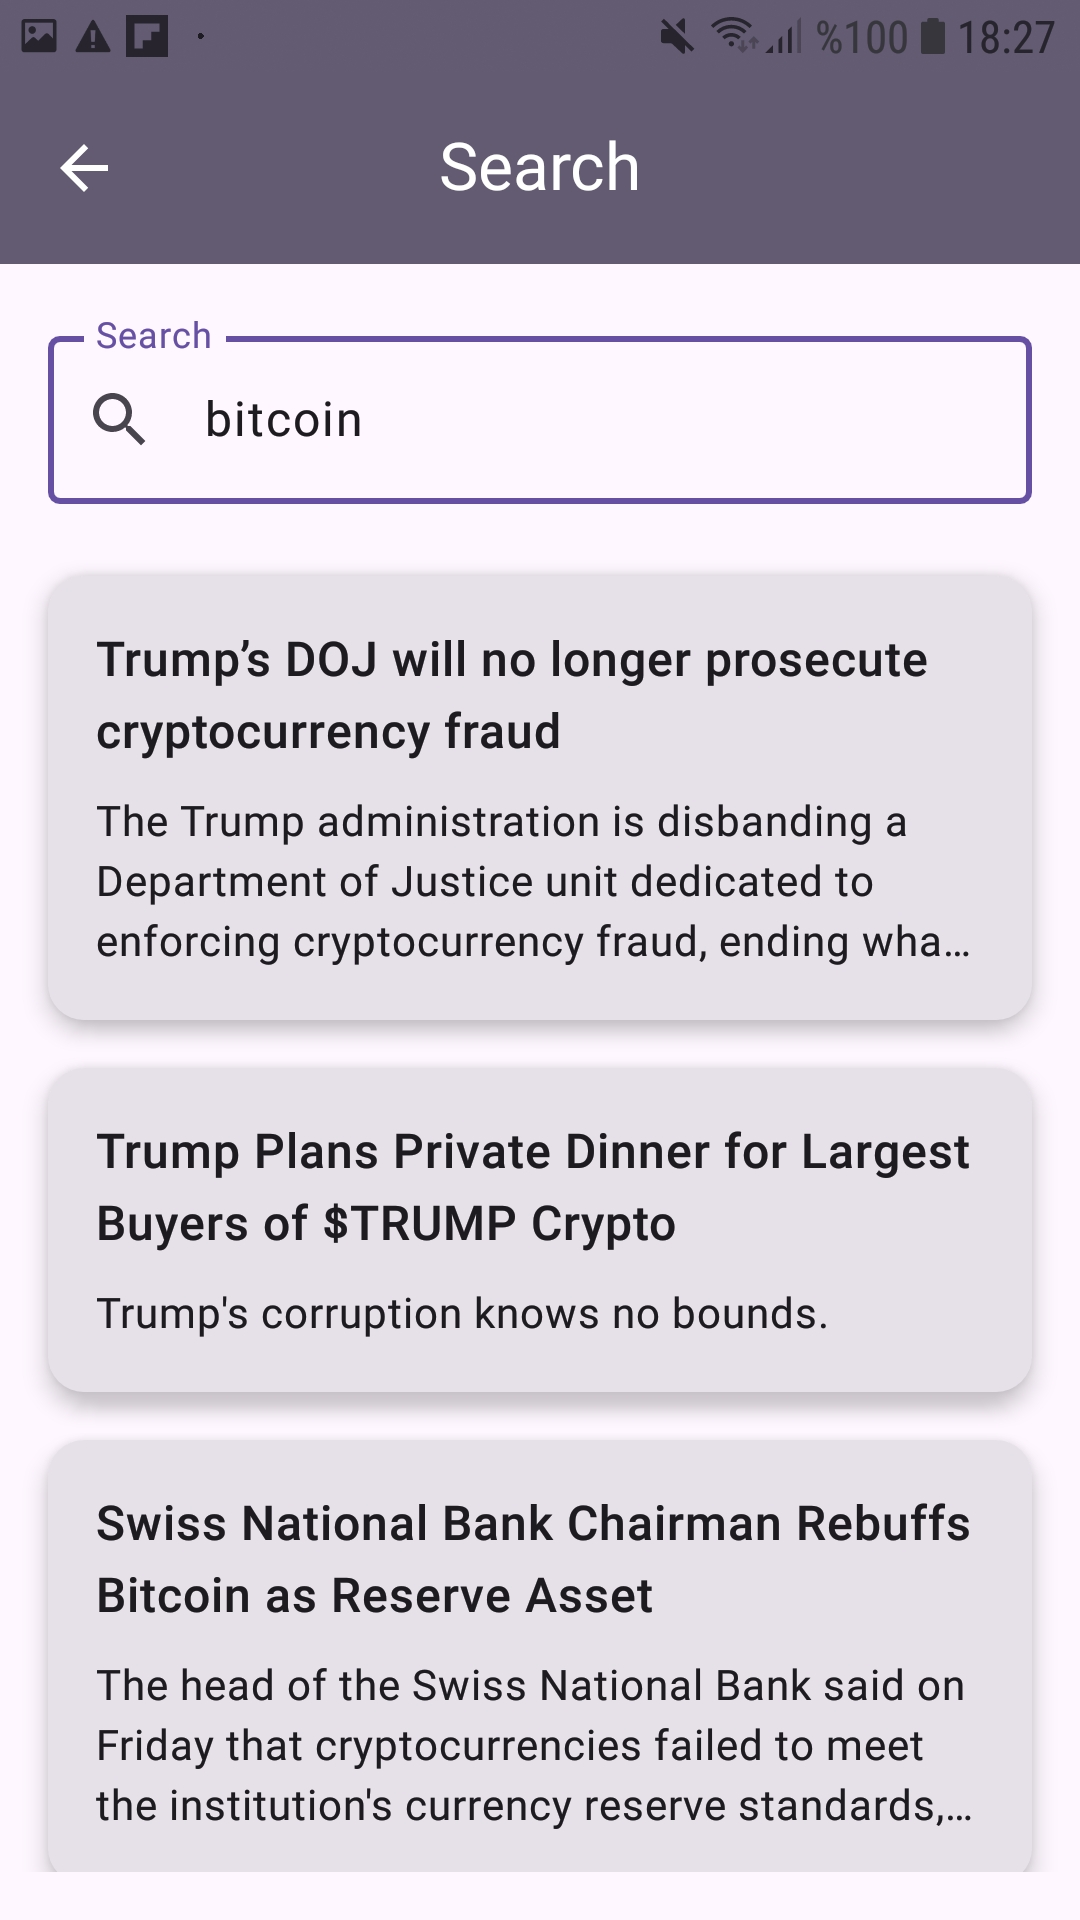 %100 18:27
Search
Search
bitcoin
Trump’s DOJ will no longer prosecute
cryptocurrency fraud
The Trump administration is disbanding a
Department of Justice unit dedicated to
enforcing cryptocurrency fraud, ending wha…
Trump Plans Private Dinner for Largest
Buyers of $TRUMP Crypto
Trump's corruption knows no bounds.
Swiss National Bank Chairman Rebuffs
Bitcoin as Reserve Asset
The head of the Swiss National Bank said on
Friday that cryptocurrencies failed to meet
the institution's currency reserve standards,…